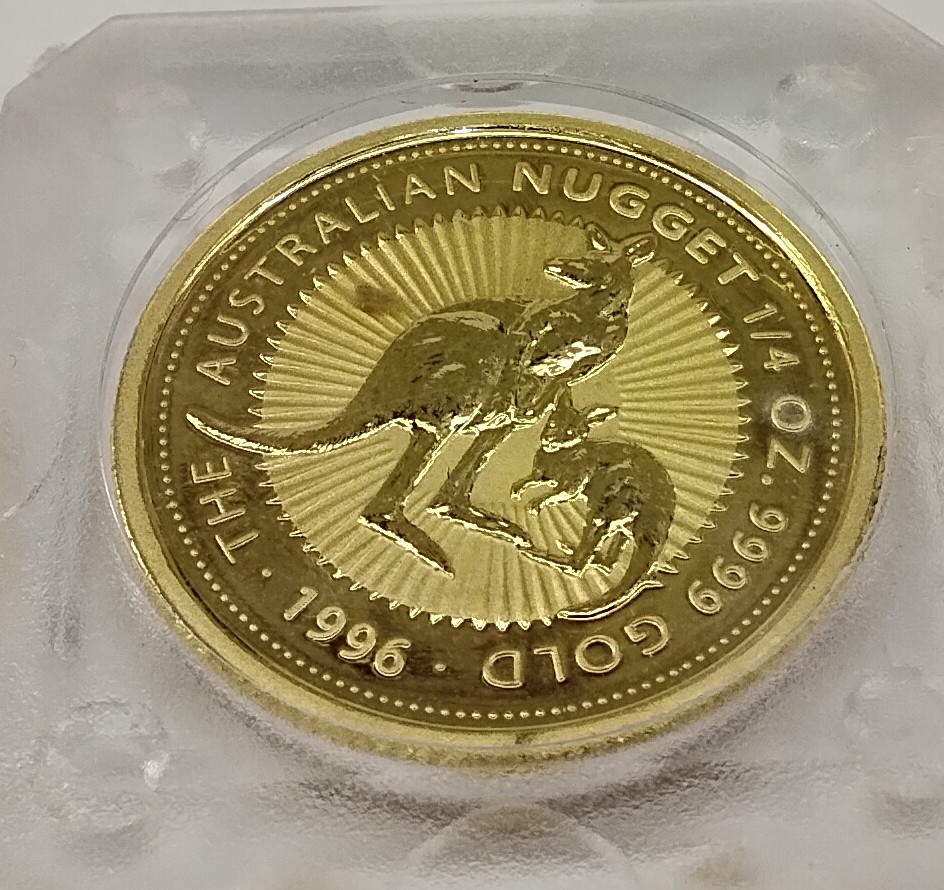 THE AUSTRALIAN NUGGET 1/4 OZ. 9999 GOLD · 1996 ·